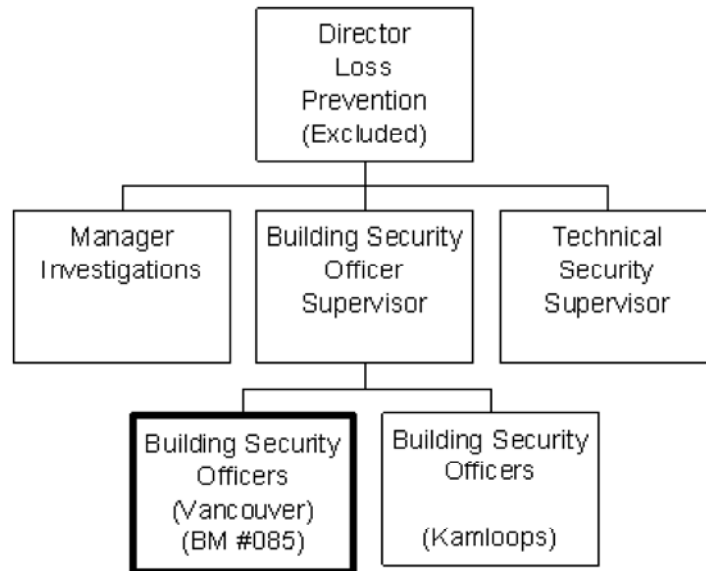 Director
Loss
Prevention
(Excluded)
Manager
Investigations
Building Security
Officer
Supervisor
Technical
Security
Supervisor
Building Security
Officers
(Vancouver)
(BM #085)
Building Security
Officers
(Kamloops)